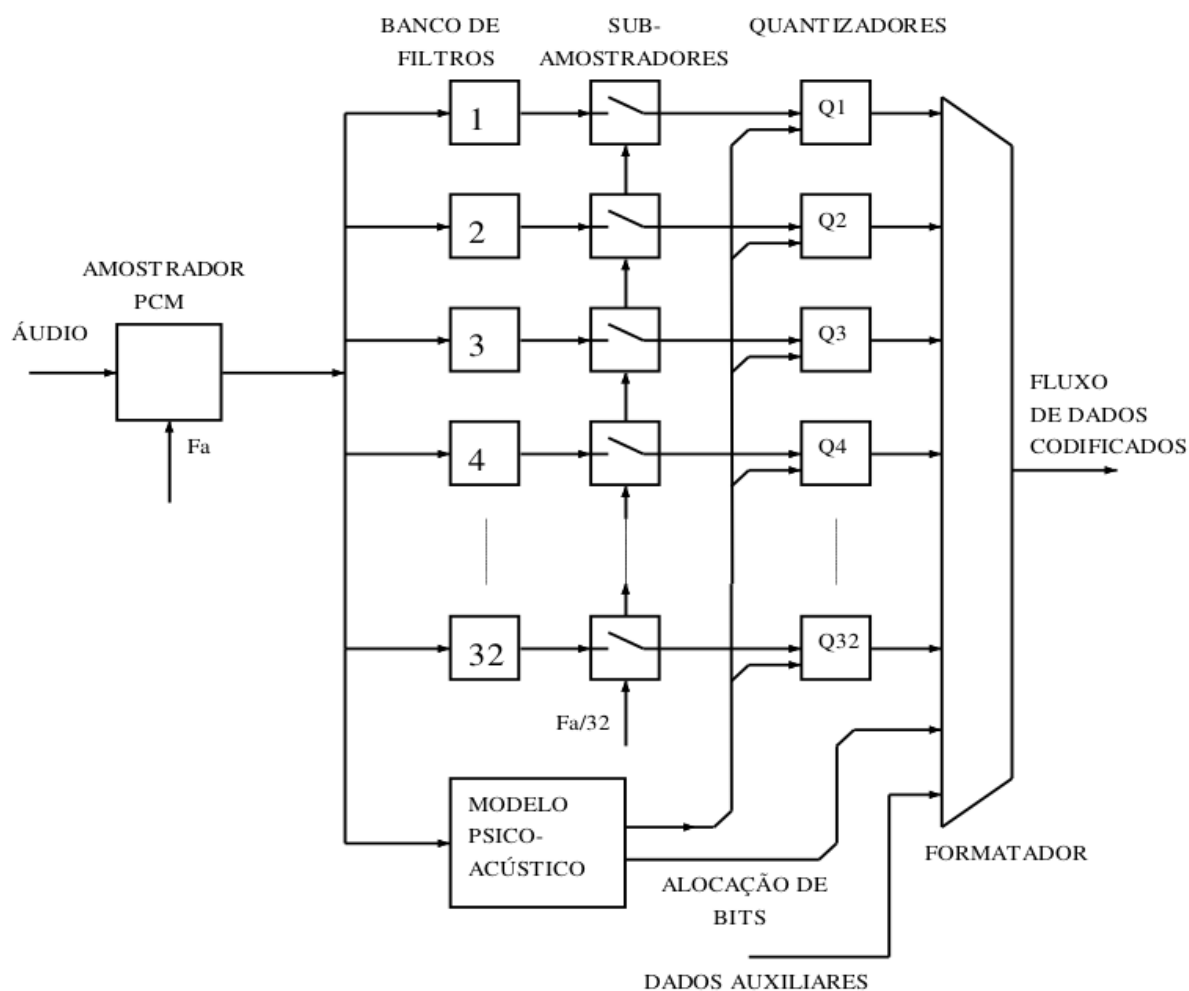 BANCO DE
FILTROS
SUB-
AMOSTRADORES
QUANTIZADORES
1
Q1
2
Q2
AMOSTRADOR
PCM
ÁUDIO
Fa
3
Q3
4
Q4
FLUXO
DE DADOS
CODIFICADOS
32
Q32
Fa/32
MODELO
PSICO-
ACÚSTICO
ALOCAÇÃO DE
BITS
FORMATADOR
DADOS AUXILIARES